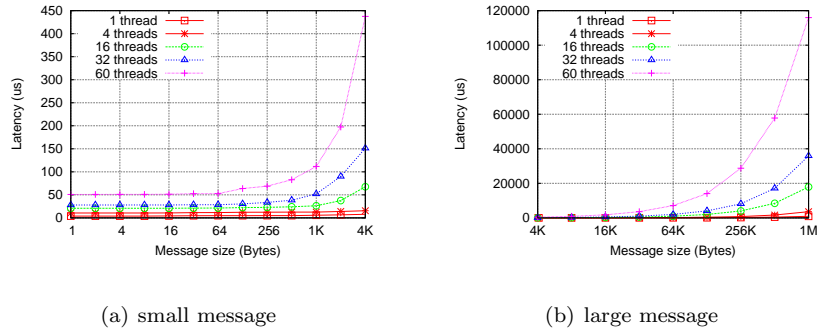 1 thread
4 threads
16 threads
32 threads
60 threads
450
400
350
300
250
200
150
100
50
0
Latency (us)
1 4 16 64 256 1K 4K
Message size (Bytes)
(a) small message
1 thread
4 threads
16 threads
32 threads
60 threads
120000
100000
80000
60000
40000
20000
0
Latency (us)
4K 16K 64K 256K 1M
Message size (Bytes)
(b) large message